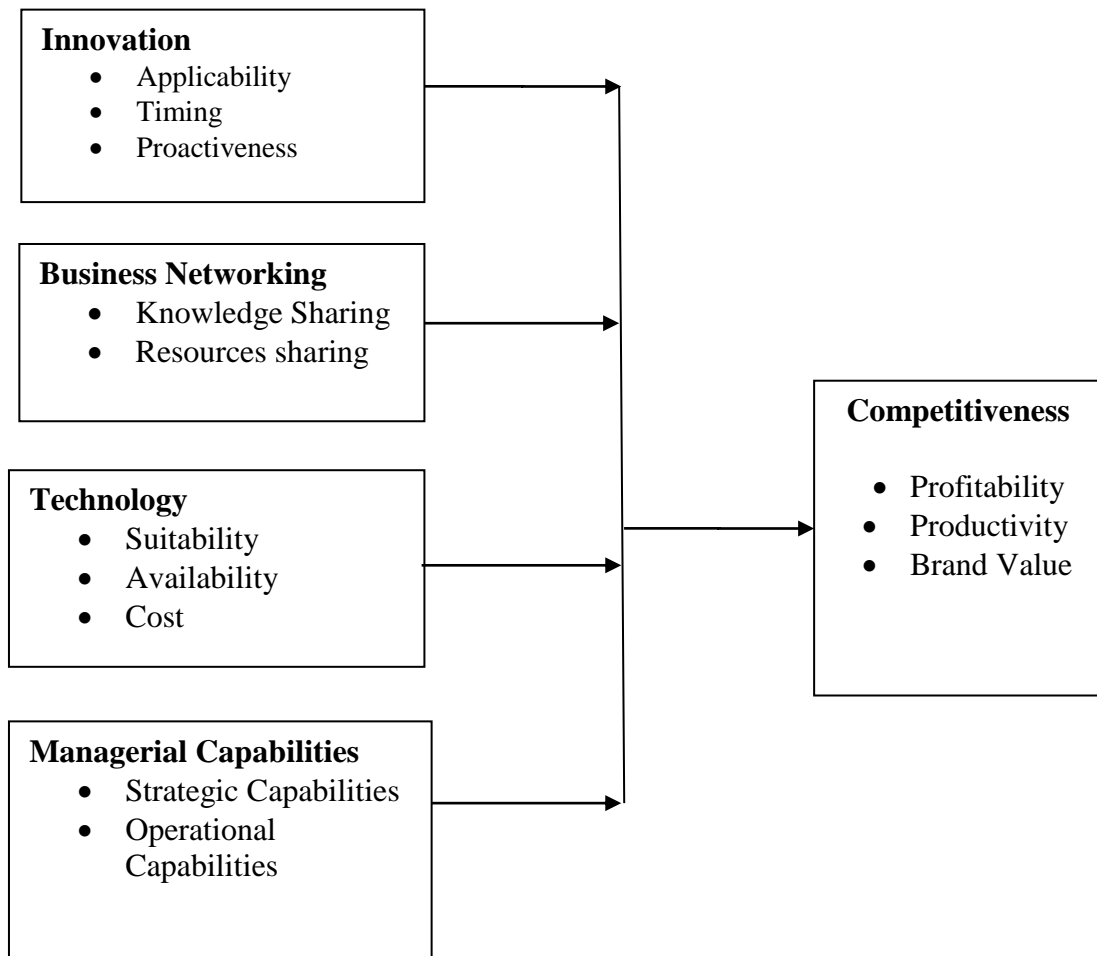 Innovation
• Applicability
• Timing
• Proactiveness
Business Networking
• Knowledge Sharing
• Resources sharing
Technology
• Suitability
• Availability
• Cost
Managerial Capabilities
• Strategic Capabilities
• Operational
Capabilities
Competitiveness
• Profitability
• Productivity
• Brand Value